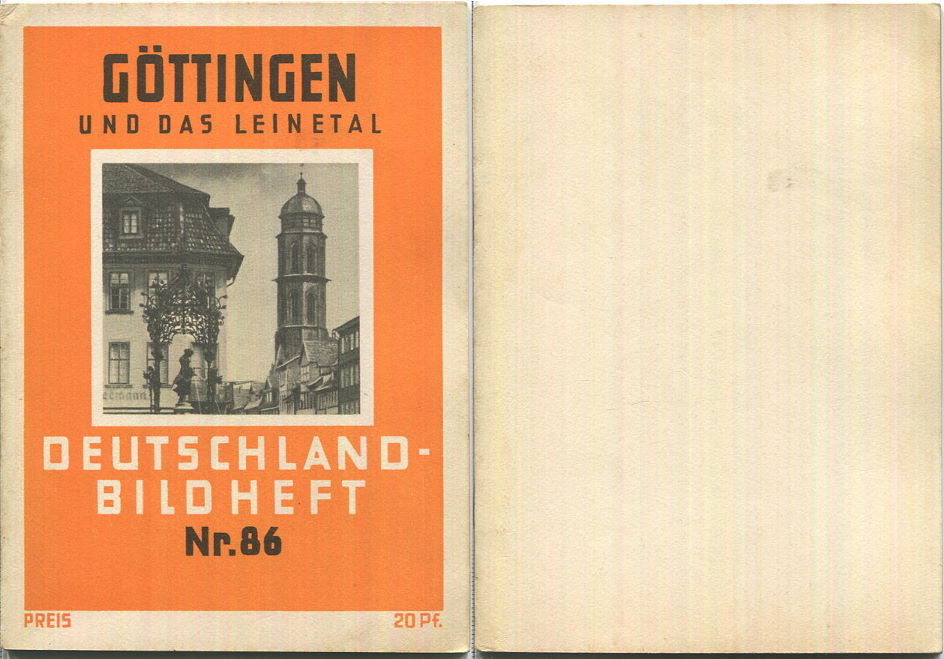 GÖTTINGEN
UND DAS LEINETAL
DEUTSCHLAND-
BILDHEFT
Nr. 86
PREIS 20 Pf.